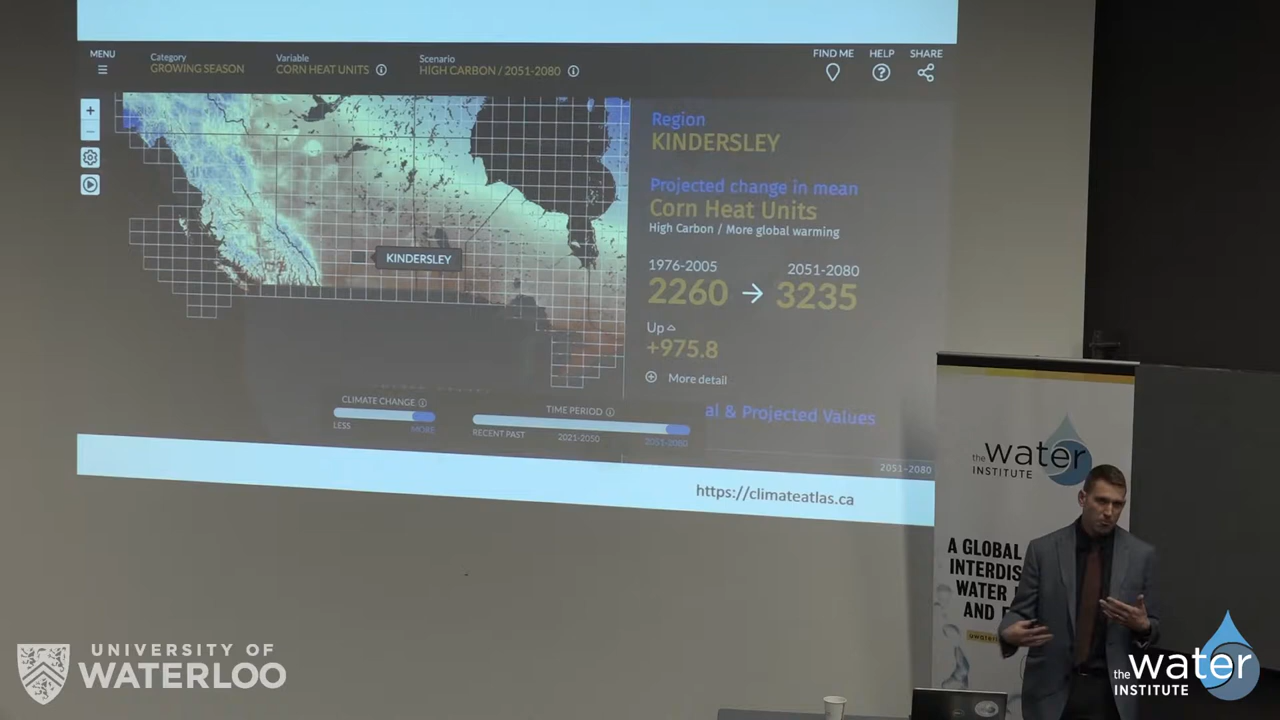 MENU
Category
GROWING SEASON
Variable
CORN HEAT UNITS
Scenario
HIGH CARBON / 2051-2080
FIND ME
HELP
SHARE
+
−
KINDERSLEY
Region
KINDERSLEY
Projected change in mean
Corn Heat Units
High Carbon / More global warming
1976-2005
2051-2080
2260 → 3235
Up
+975.8
More detail
al & Projected Values
2051-2080
CLIMATE CHANGE
LESS
MORE
TIME PERIOD
RECENT PAST
2021-2050
2051-2080
https://climateatlas.ca
the water
INSTITUTE
A GLOBAL
INTERDIS
WATER
AND
UNIVERSITY OF
WATERLOO
the water
INSTITUTE